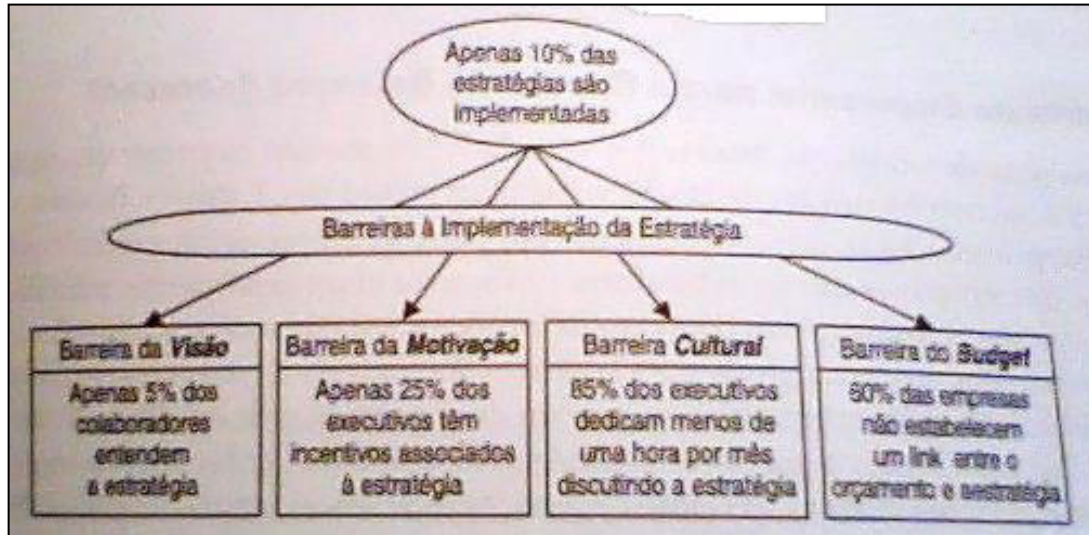 Apenas 10% das
estratégias são
implementadas
Barreiras à Implementação da Estratégia
Barreira da Visão
Apenas 5% dos
colaboradores
entendem
a estratégia
Barreira da Motivação
Apenas 25% dos
executivos têm
incentivos associados
à estratégia
Barreira Cultural
85% dos executivos
dedicam menos de
uma hora por mês
discutindo a estratégia
Barreira do Budget
60% das empresas
não estabelecem
um link entre o
orçamento e aestratégia